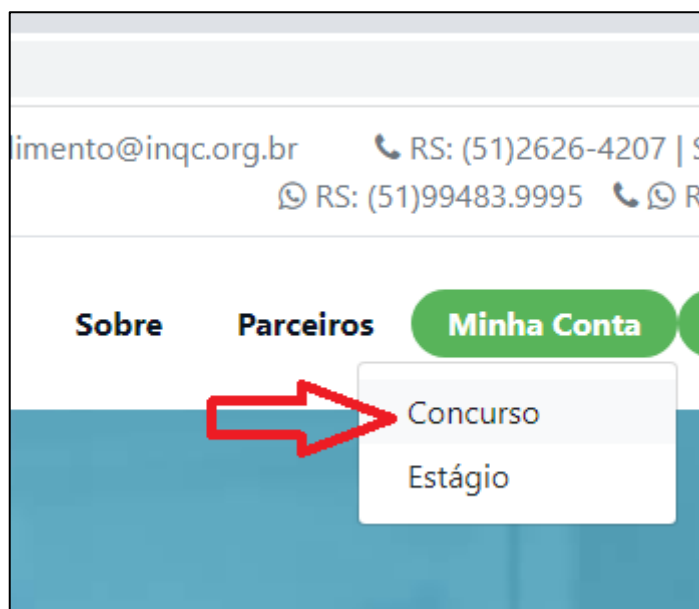 limento@inqc.org.br RS: (51)2626-4207 | S
RS: (51)99483.9995 R
Sobre Parceiros Minha Conta
Concurso
Estágio